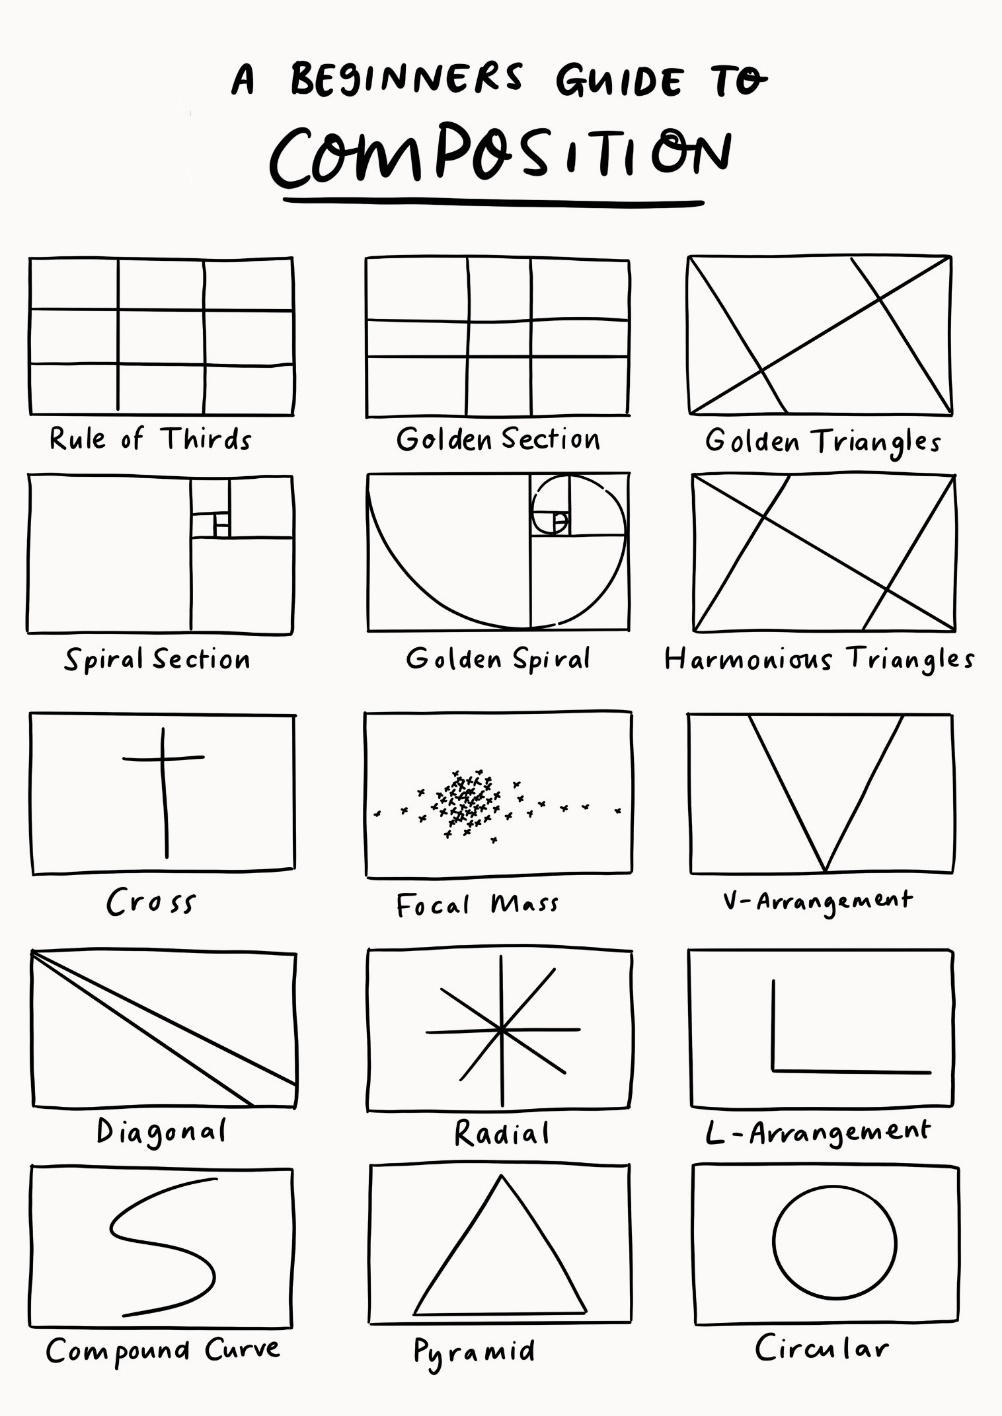 A BEGINNERS GUIDE TO
COMPOSITION
Rule of Thirds
Golden Section
Golden Triangles
Spiral Section
Golden Spiral
Harmonious Triangles
Cross
Focal Mass
V-Arrangement
Diagonal
Radial
L-Arrangement
Compound Curve
Pyramid
Circular